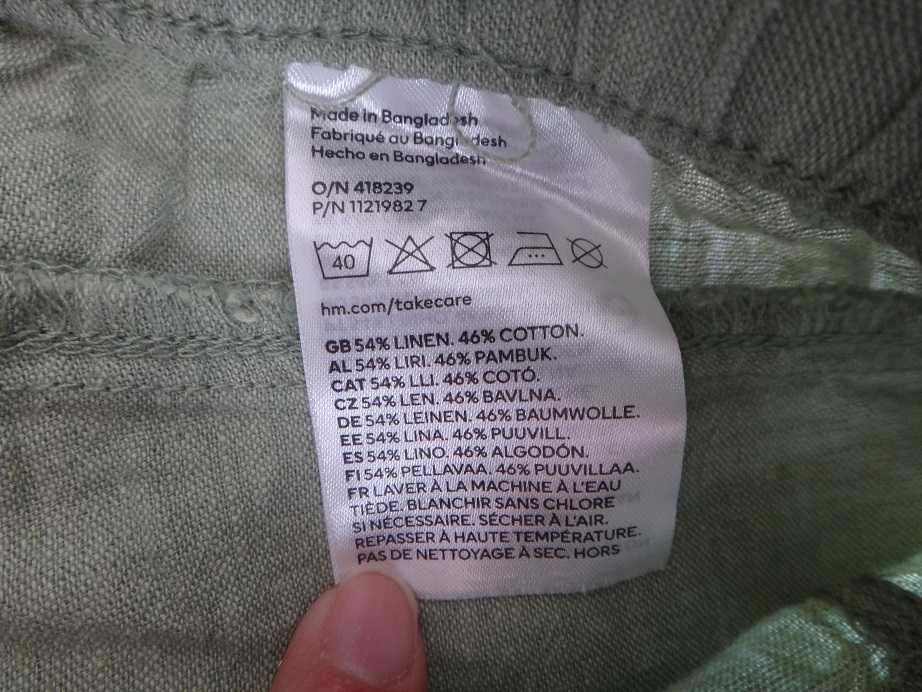 Made in Bangladesh
Fabriqué au Bangladesh
Hecho en Bangladesh
O/N 418239
P/N 1121982 7
40
hm.com/takecare
GB 54% LINEN. 46% COTTON.
AL 54% LIRI. 46% PAMBUK.
CAT 54% LLI. 46% COTÓ.
CZ 54% LEN. 46% BAVLNA.
DE 54% LEINEN. 46% BAUMWOLLE.
EE 54% LINA. 46% PUUVILL.
ES 54% LINO. 46% ALGODÓN.
FI 54% PELLAVAA. 46% PUUVILLAA.
FR LAVER À LA MACHINE À L'EAU
TIÈDE. BLANCHIR SANS CHLORE
SI NÉCESSAIRE. SÉCHER À L'AIR.
REPASSER À HAUTE TEMPÉRATURE.
PAS DE NETTOYAGE À SEC. HORS